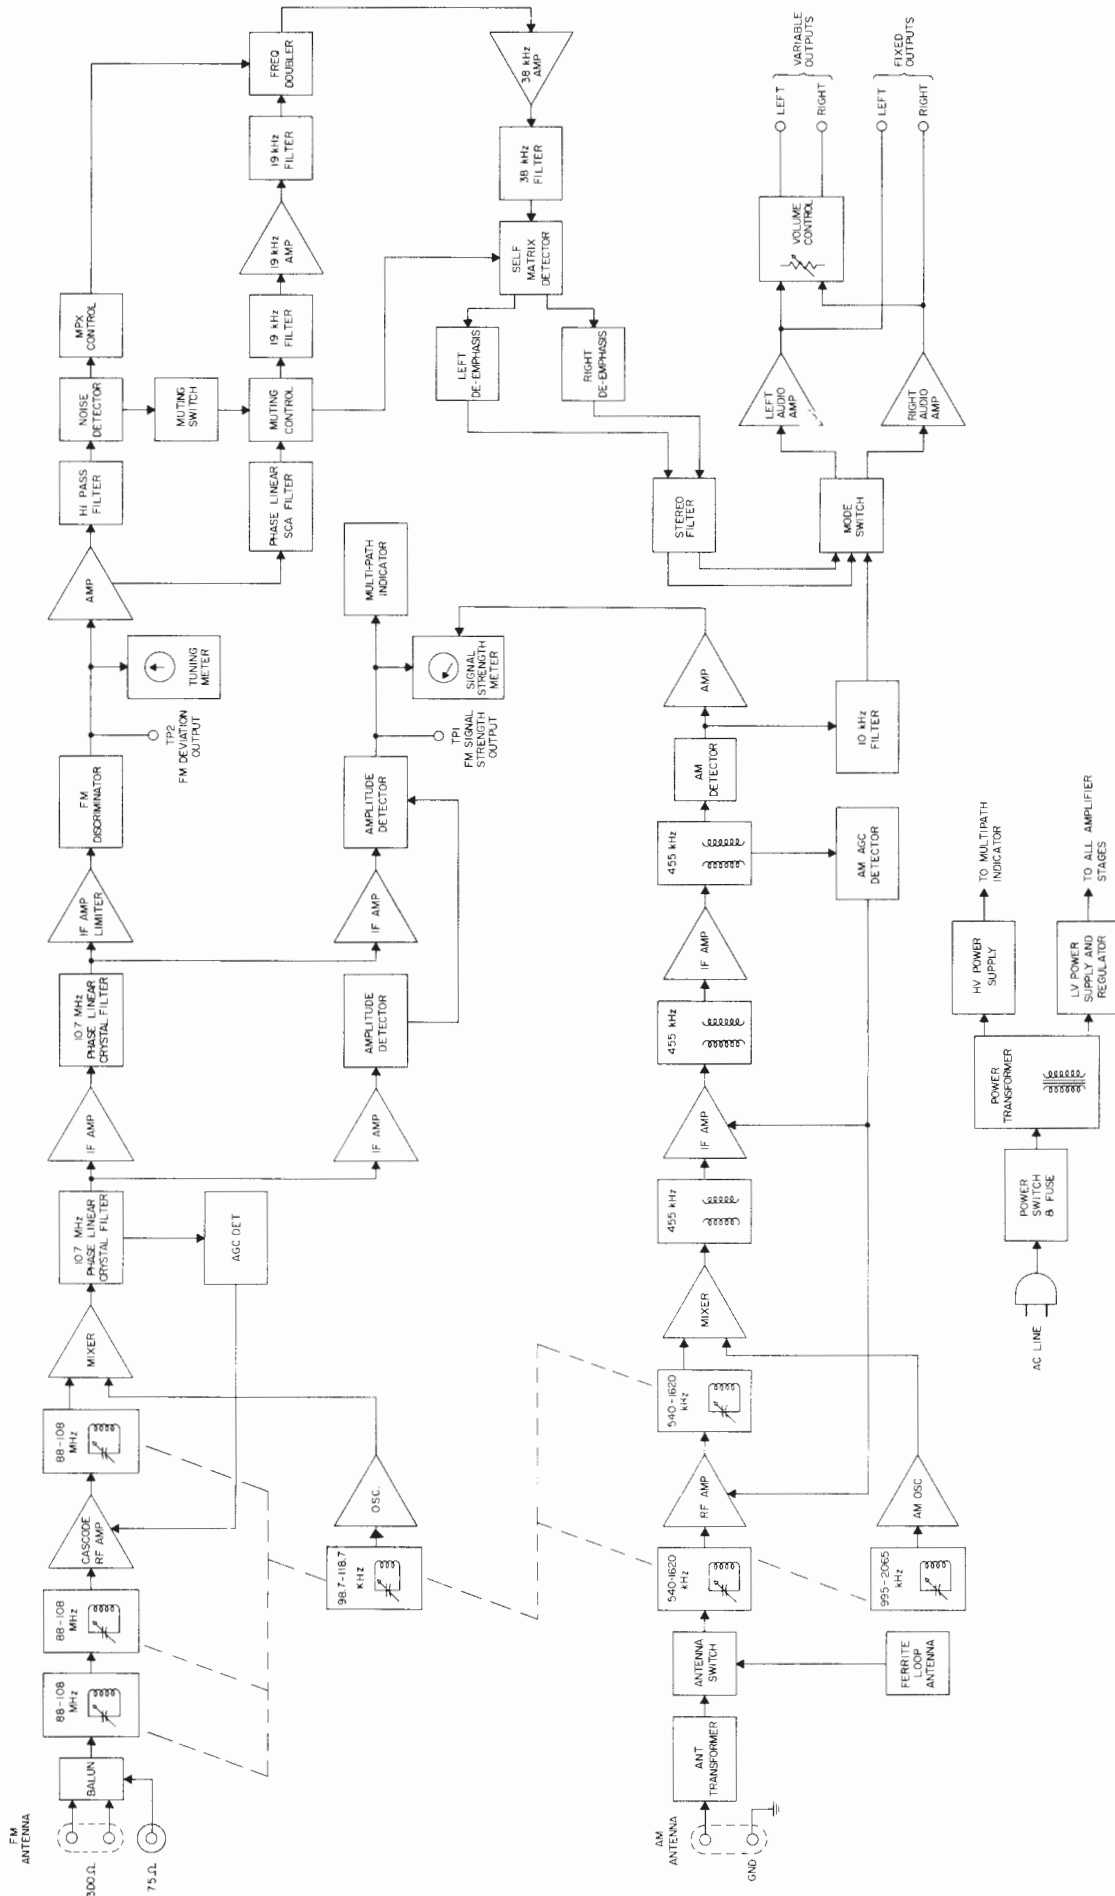 FM
ANTENNA
300Ω
75Ω
BALUN
88-108
MHz
88-108
MHz
CASCODE
RF AMP
88-108
MHz
MIXER
10.7 MHz
PHASE LINEAR
CRYSTAL FILTER
AGC DET
IF AMP
10.7 MHz
PHASE LINEAR
CRYSTAL FILTER
IF AMP
LIMITER
FM
DISCRIMINATOR
TP2
FM DEVIATION
OUTPUT
TUNING
METER
AMP
HI PASS
FILTER
NOISE
DETECTOR
MPX
CONTROL
MUTING
SWITCH
PHASE LINEAR
SCA FILTER
MUTING
CONTROL
19 kHz
FILTER
19 kHz
AMP
19 kHz
FILTER
FREQ
DOUBLER
98.7-118.7
kHz
OSC.
IF AMP
AMPLITUDE
DETECTOR
IF AMP
AMPLITUDE
DETECTOR
TP1
FM SIGNAL
STRENGTH
OUTPUT
SIGNAL
STRENGTH
METER
MULTI-PATH
INDICATOR
38 kHz
AMP
38 kHz
FILTER
SELF
MATRIX
DETECTOR
LEFT
DE-EMPHASIS
RIGHT
DE-EMPHASIS
STEREO
FILTER
AM
ANTENNA
GND
ANT
TRANSFORMER
ANTENNA
SWITCH
FERRITE
LOOP
ANTENNA
540-1620
kHz
RF AMP
540-1620
kHz
995-2065
kHz
AM OSC
MIXER
455 kHz
IF AMP
455 kHz
IF AMP
455 kHz
AM AGC
DETECTOR
AM
DETECTOR
AMP
10 kHz
FILTER
MODE
SWITCH
LEFT
AUDIO
AMP
RIGHT
AUDIO
AMP
VOLUME
CONTROL
LEFT
RIGHT
VARIABLE
OUTPUTS
LEFT
RIGHT
FIXED
OUTPUTS
AC LINE
POWER
SWITCH
& FUSE
POWER
TRANSFORMER
HV POWER
SUPPLY
TO MULTIPATH
INDICATOR
LV POWER
SUPPLY AND
REGULATOR
TO ALL AMPLIFIER
STAGES